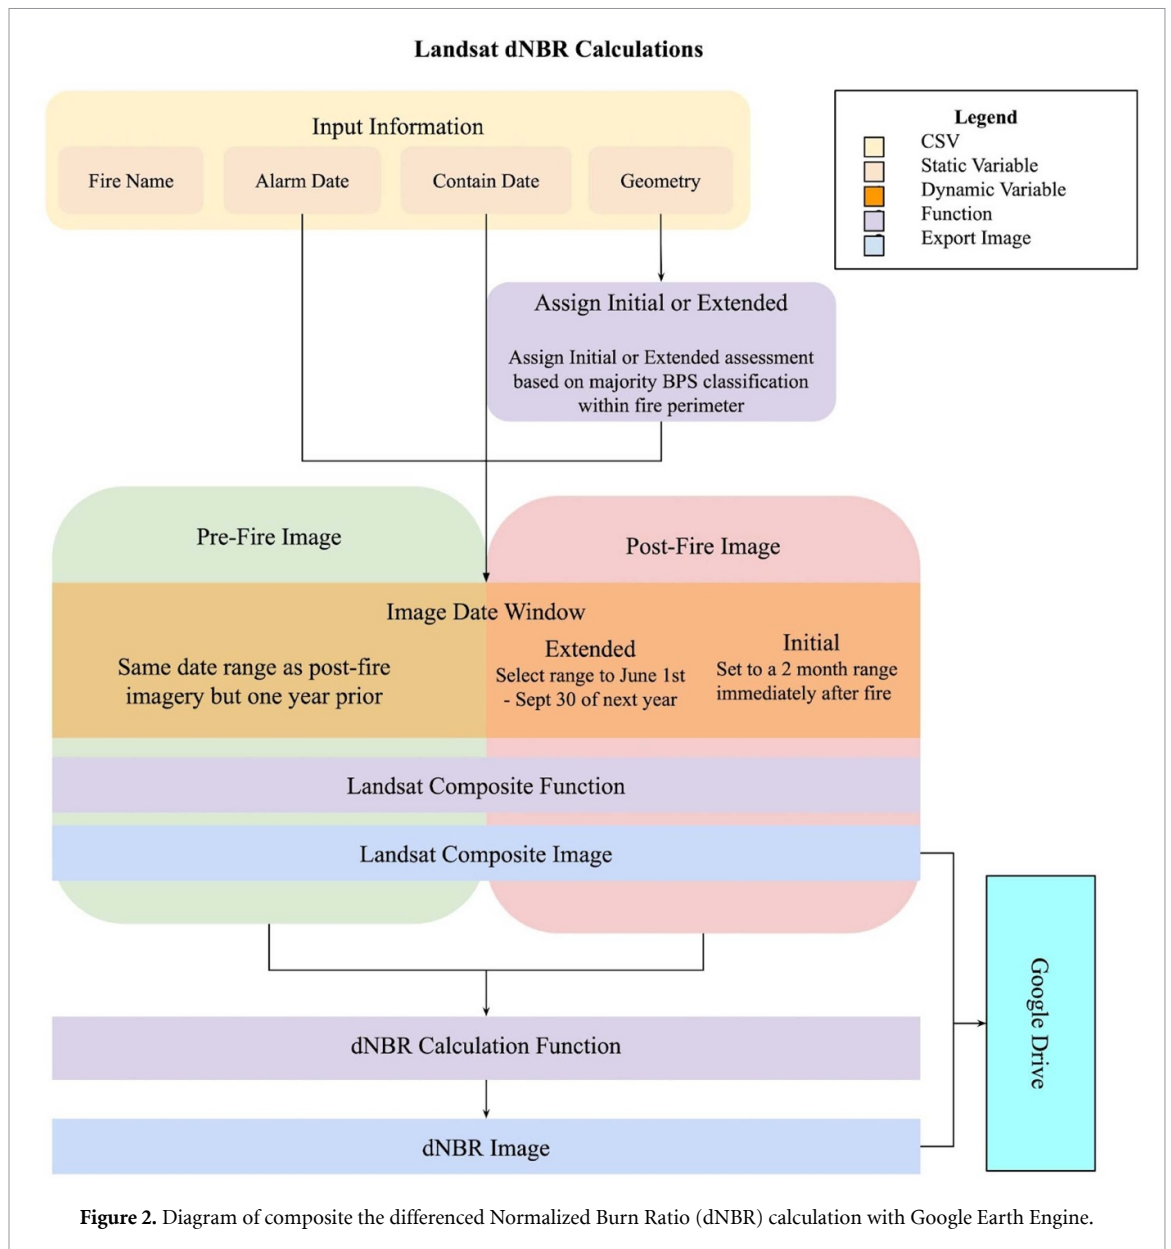 Landsat dNBR Calculations
Input Information
Fire Name
Alarm Date
Contain Date
Geometry
Legend
CSV
Static Variable
Dynamic Variable
Function
Export Image
Assign Initial or Extended
Assign Initial or Extended assessment
based on majority BPS classification
within fire perimeter
Pre-Fire Image
Post-Fire Image
Image Date Window
Same date range as post-fire
imagery but one year prior
Extended
Select range to June 1st
- Sept 30 of next year
Initial
Set to a 2 month range
immediately after fire
Landsat Composite Function
Landsat Composite Image
Google Drive
dNBR Calculation Function
dNBR Image
Figure 2. Diagram of composite the differenced Normalized Burn Ratio (dNBR) calculation with Google Earth Engine.